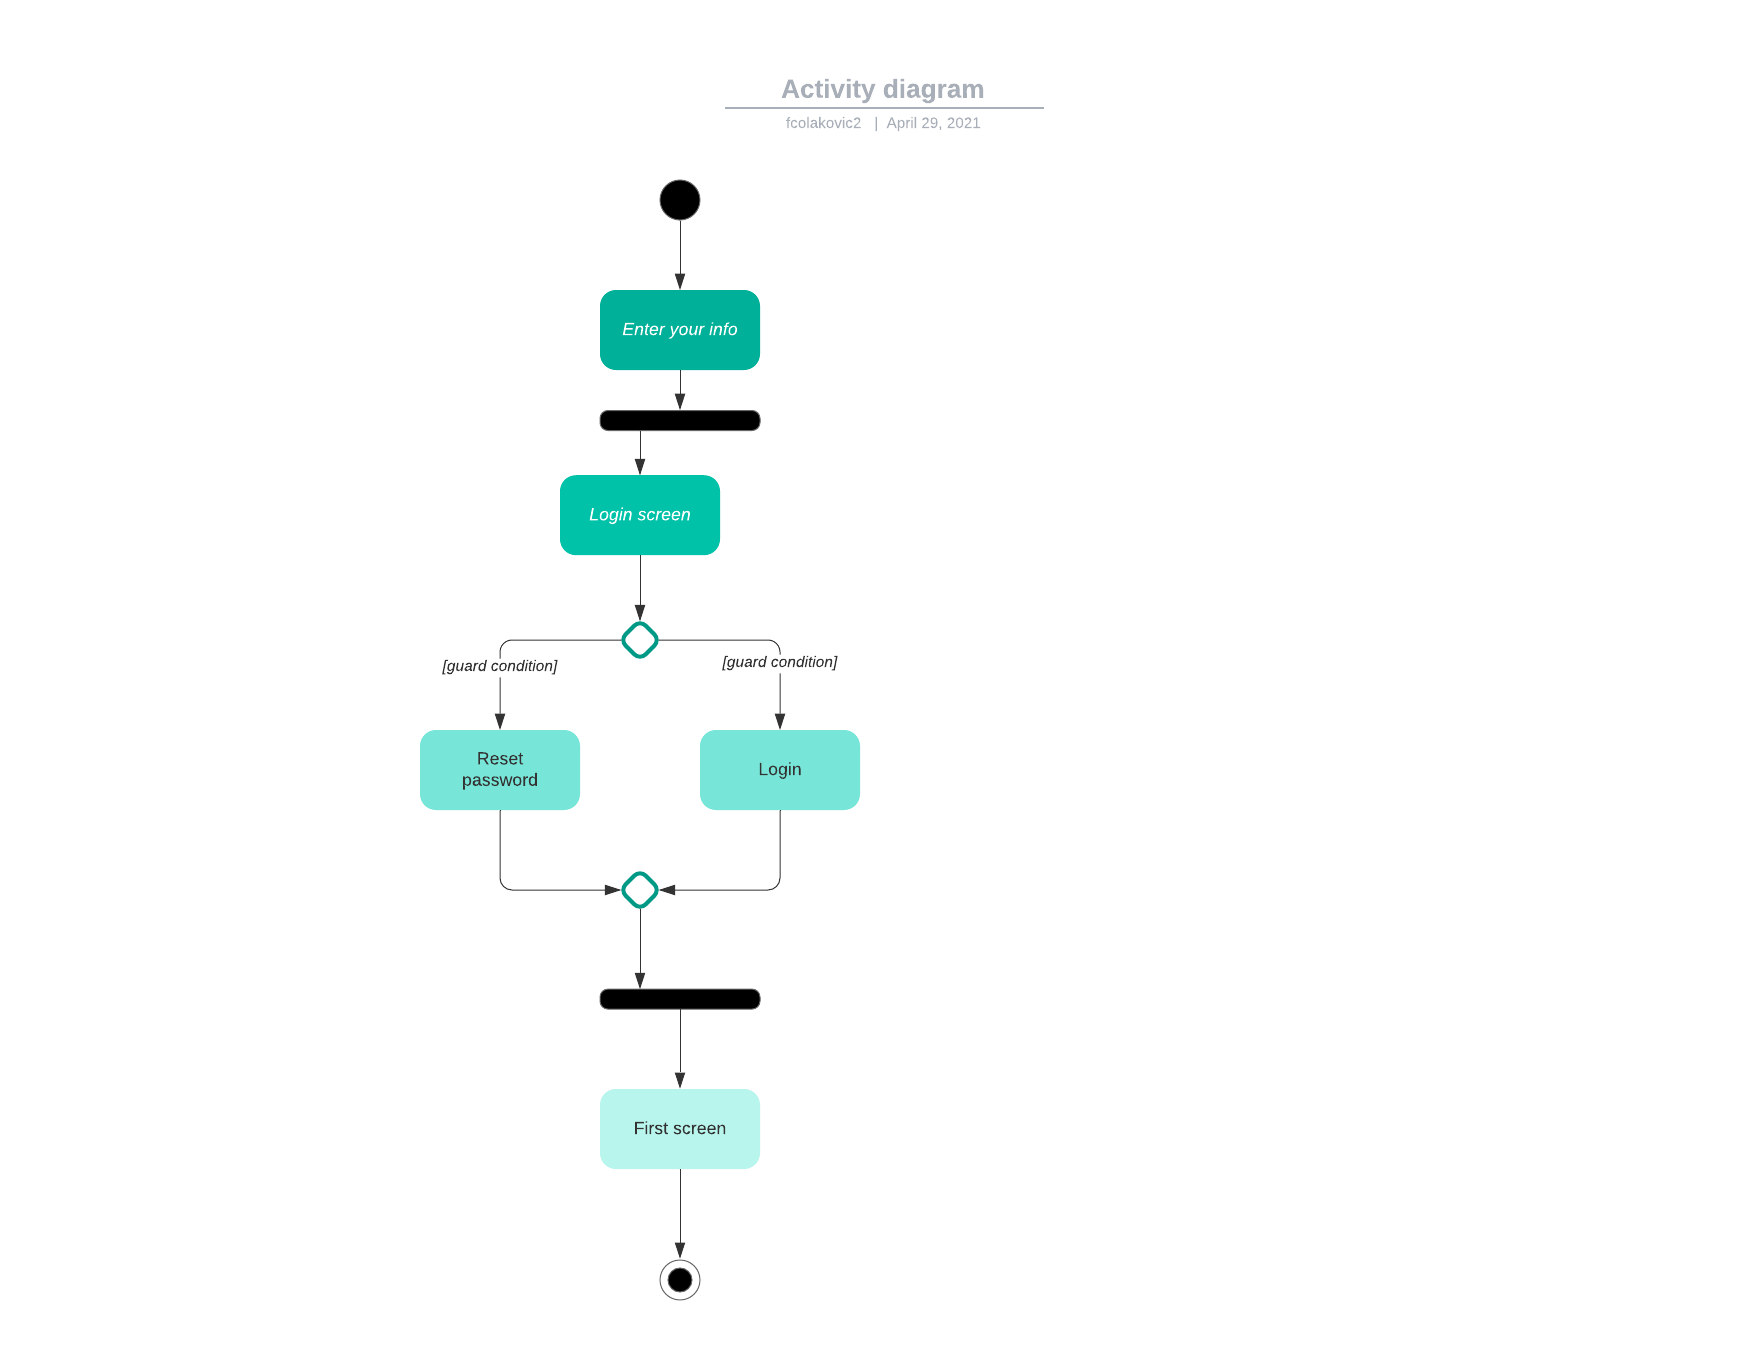 Activity diagram
fcolakovic2 | April 29, 2021
Enter your info
Login screen
[guard condition]
[guard condition]
Reset
password
Login
First screen